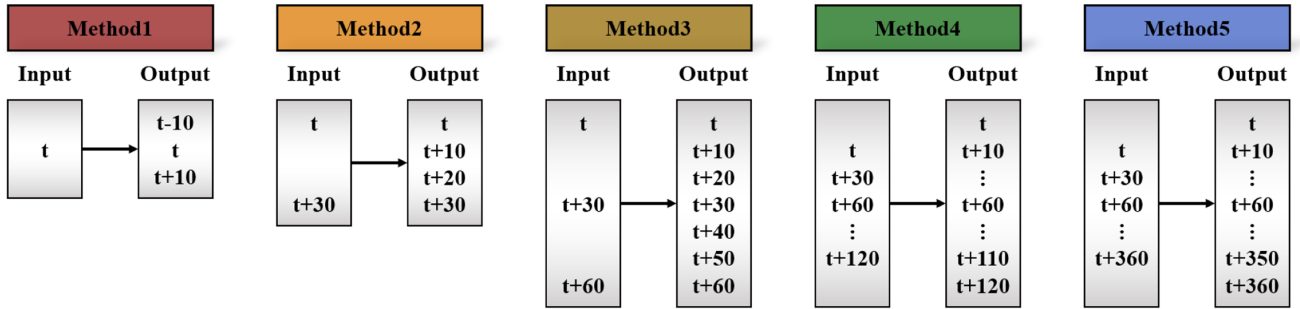 Method1
Input Output
t
t-10
t
t+10
Method2
Input Output
t
t+30
t
t+10
t+20
t+30
Method3
Input Output
t
t+30
t+60
t
t+10
t+20
t+30
t+40
t+50
t+60
Method4
Input Output
t
t+30
t+60
⋮
t+120
t
t+10
⋮
t+60
⋮
t+110
t+120
Method5
Input Output
t
t+30
t+60
⋮
t+360
t
t+10
⋮
t+60
⋮
t+350
t+360